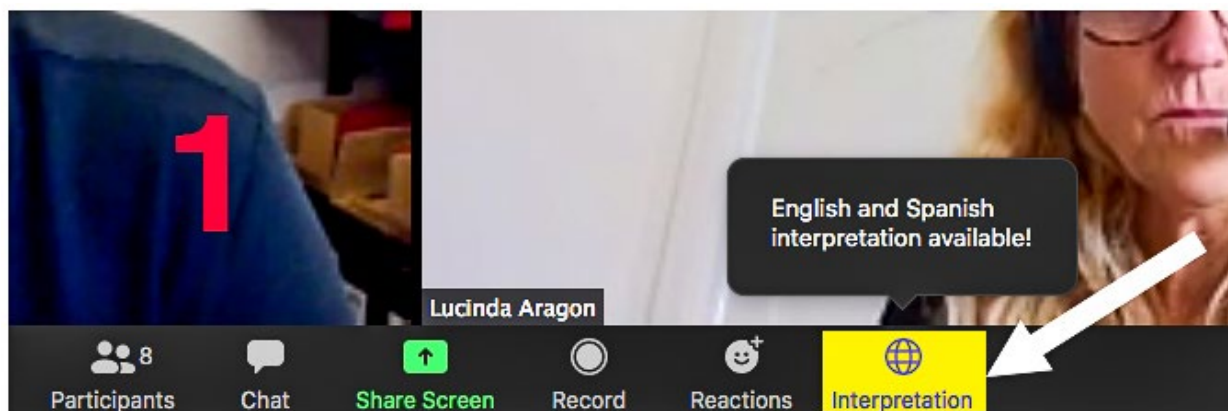 1
English and Spanish
interpretation available!
Lucinda Aragon
8
Participants
Chat
Share Screen
Record
Reactions
Interpretation